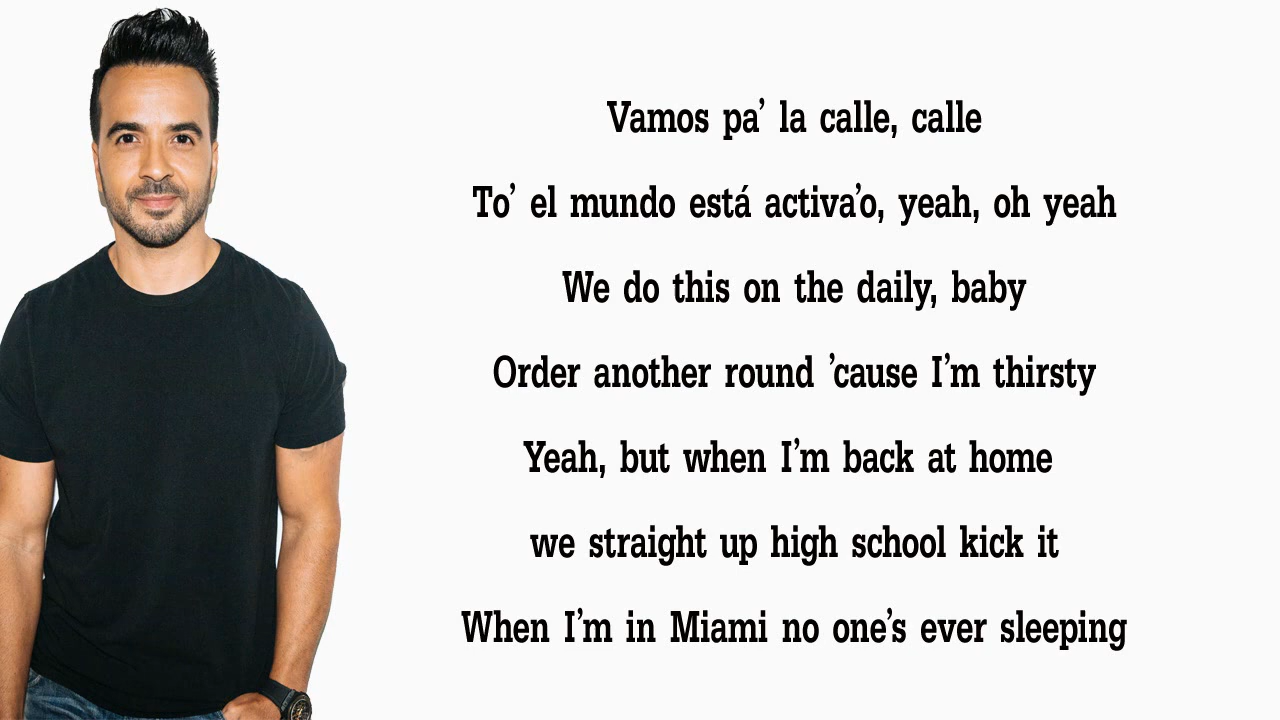 Vamos pa’ la calle, calle
To’ el mundo está activa’o, yeah, oh yeah
We do this on the daily, baby
Order another round ’cause I’m thirsty
Yeah, but when I’m back at home
we straight up high school kick it
When I’m in Miami no one’s ever sleeping